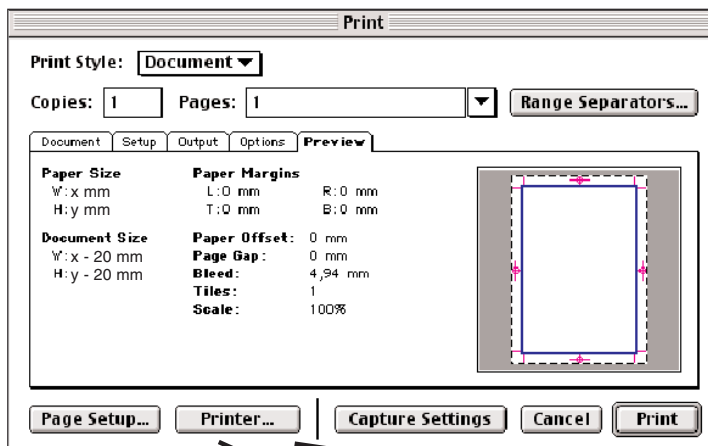 Print
Print Style: Document
Copies: 1 Pages: 1 Range Separators...
Document Setup Output Options Preview
Paper Size Paper Margins
W: x mm L:0 mm R:0 mm
H: y mm T:0 mm B:0 mm
Document Size Paper Offset: 0 mm
W: x - 20 mm Page Gap: 0 mm
H: y - 20 mm Bleed: 4,94 mm
Tiles: 1
Scale: 100%
Page Setup... Printer... Capture Settings Cancel Print